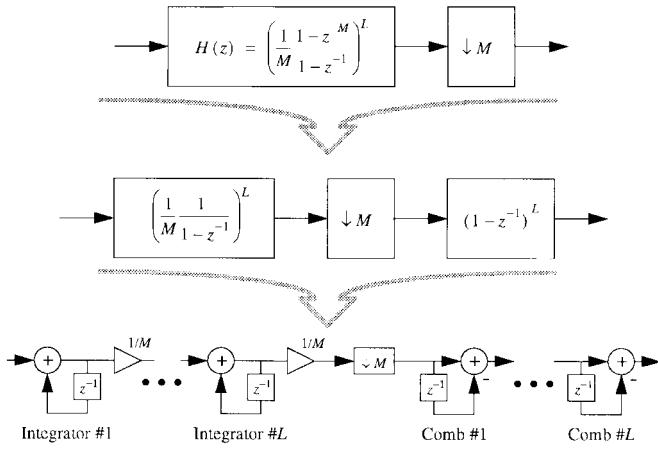 H(z) = (1/M 1-z^M/1-z^-1)^L
↓ M
(1/M 1/1-z^-1)^L
↓ M
(1-z^-1)^L
+ z^-1 1/M
• • •
+ z^-1 1/M
↓ M
z^-1 + -
• • •
z^-1 + -
Integrator #1
Integrator #L
Comb #1
Comb #L